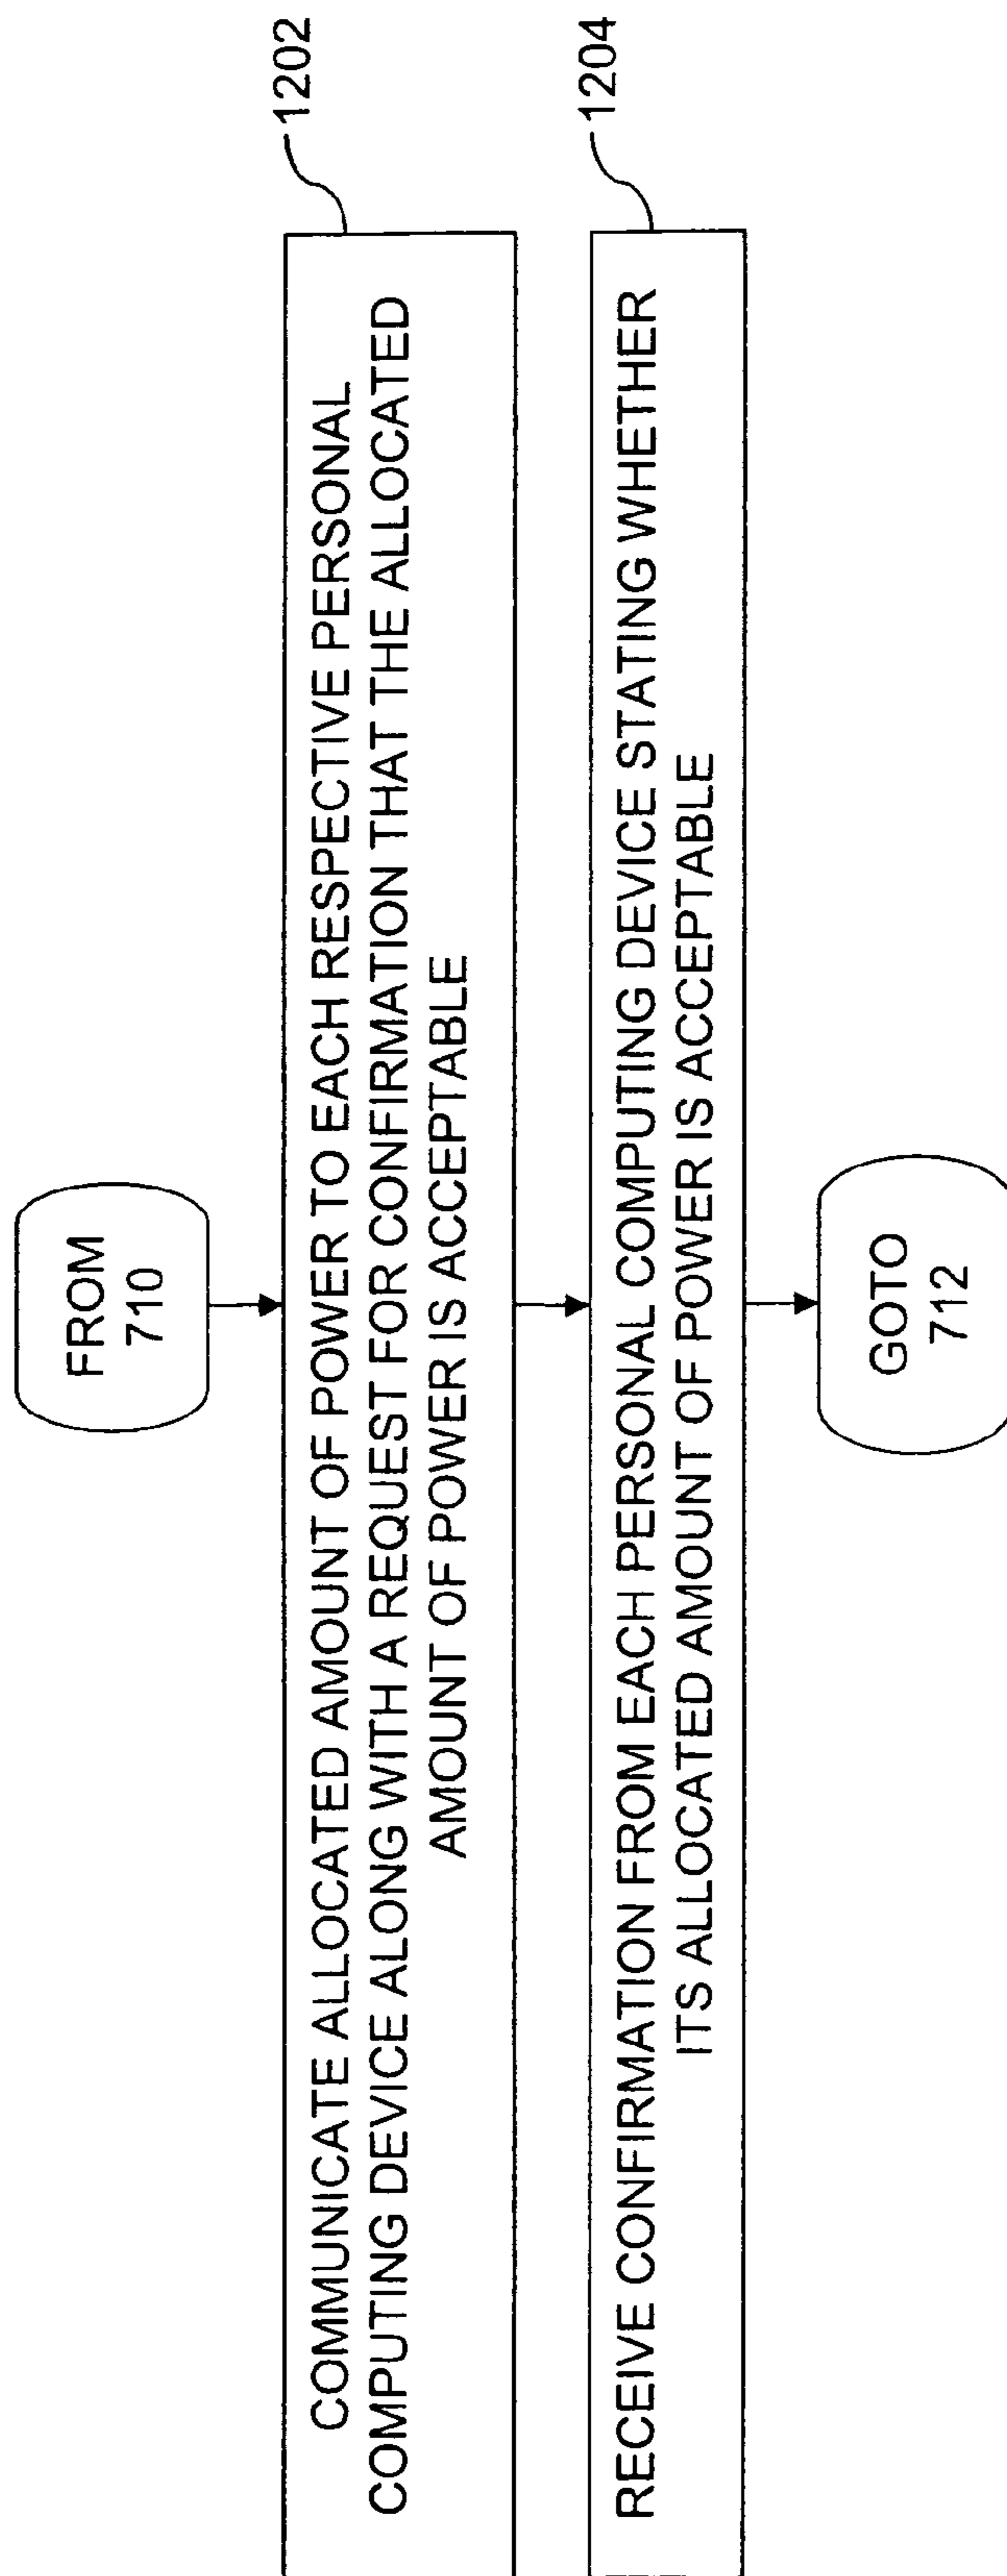 FROM
710
COMMUNICATE ALLOCATED AMOUNT OF POWER TO EACH RESPECTIVE PERSONAL
COMPUTING DEVICE ALONG WITH A REQUEST FOR CONFIRMATION THAT THE ALLOCATED
AMOUNT OF POWER IS ACCEPTABLE
1202
RECEIVE CONFIRMATION FROM EACH PERSONAL COMPUTING DEVICE STATING WHETHER
ITS ALLOCATED AMOUNT OF POWER IS ACCEPTABLE
1204
GOTO
712